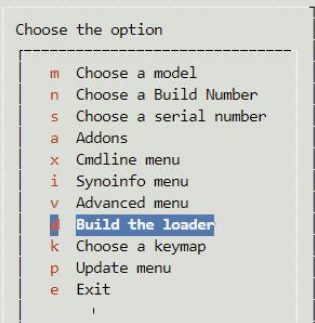 Choose the option
m Choose a model
n Choose a Build Number
s Choose a serial number
a Addons
x Cmdline menu
i Synoinfo menu
v Advanced menu
d Build the loader
k Choose a keymap
p Update menu
e Exit